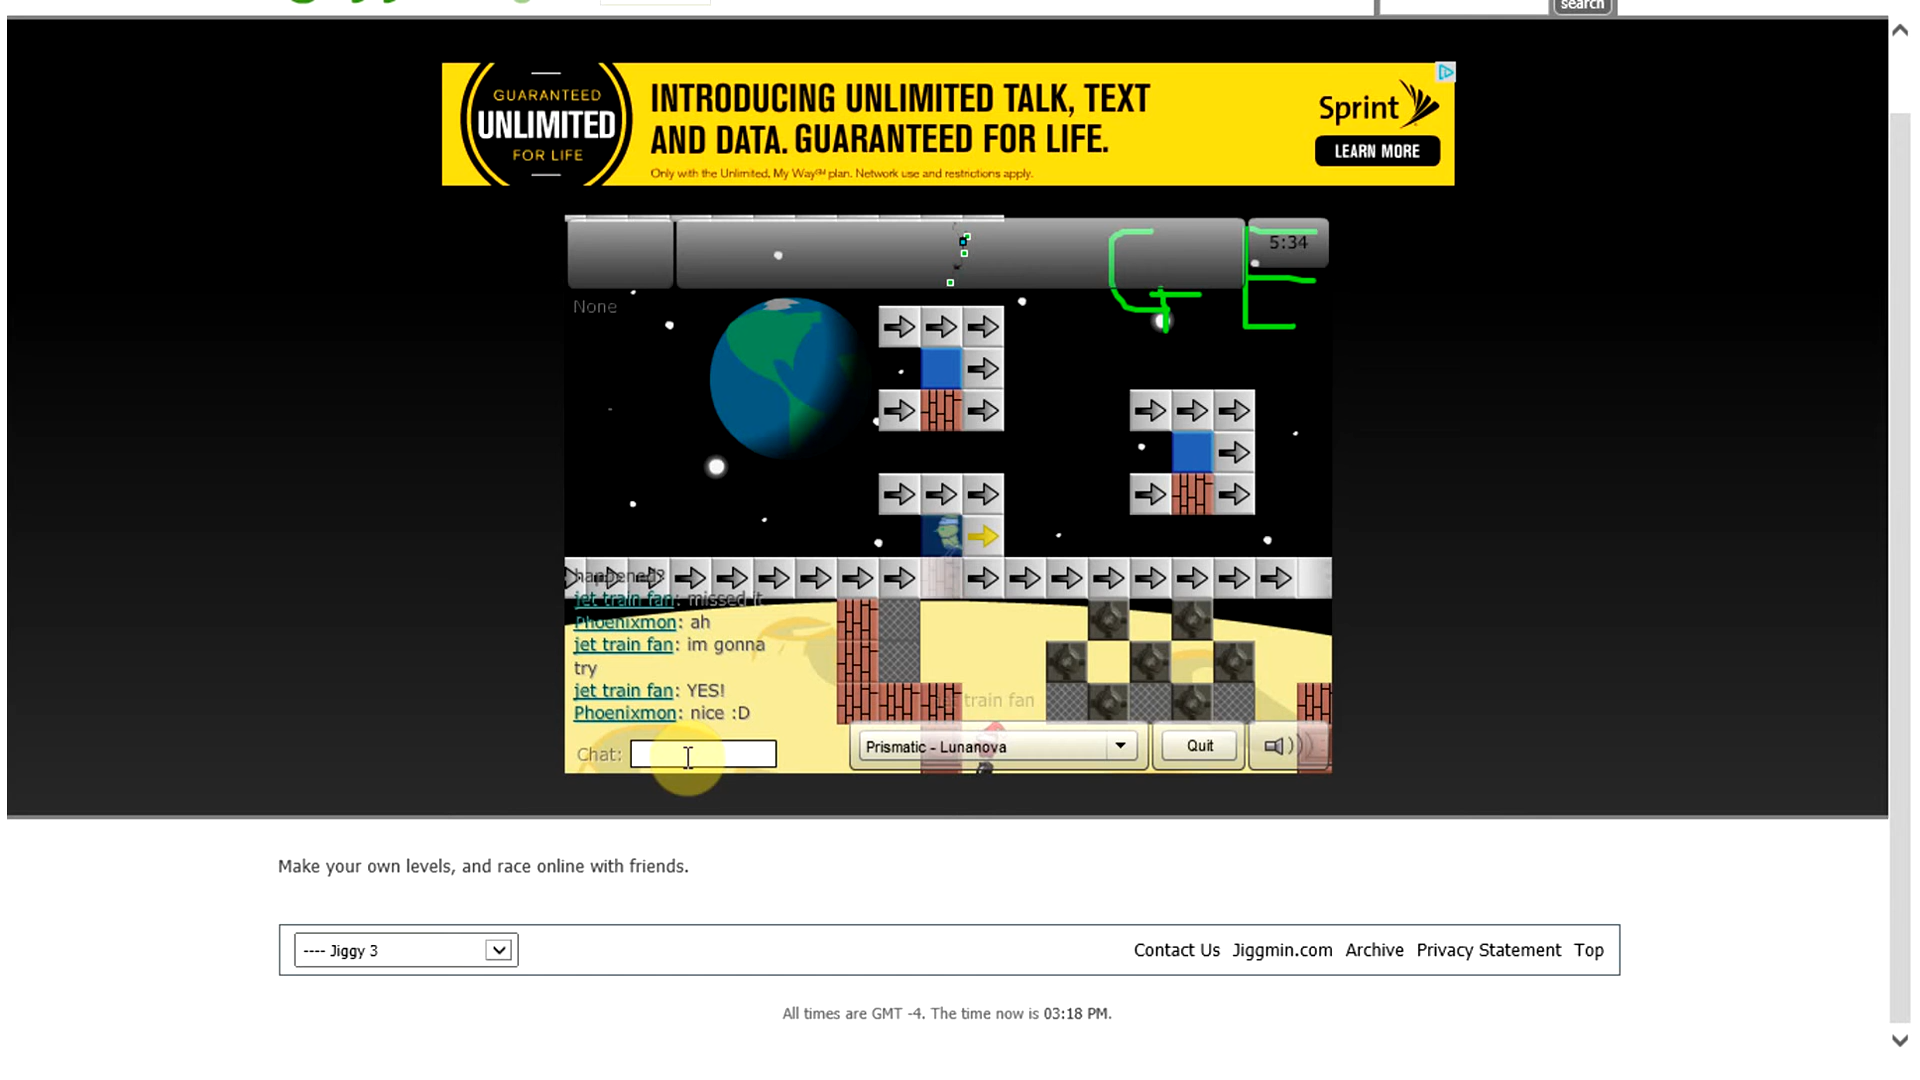 search
GUARANTEED
UNLIMITED
FOR LIFE
INTRODUCING UNLIMITED TALK, TEXT
AND DATA. GUARANTEED FOR LIFE.
Only with the Unlimited, My Way℠ plan. Network use and restrictions apply.
Sprint
LEARN MORE
5:34
G E
None
happened?
jet train fan: missed it
Phoenixmon: ah
jet train fan: im gonna
try
jet train fan: YES!
Phoenixmon: nice :D
jet train fan
Chat:
Prismatic - Lunanova
Quit
Make your own levels, and race online with friends.
---- Jiggy 3
Contact Us Jiggmin.com Archive Privacy Statement Top
All times are GMT -4. The time now is 03:18 PM.